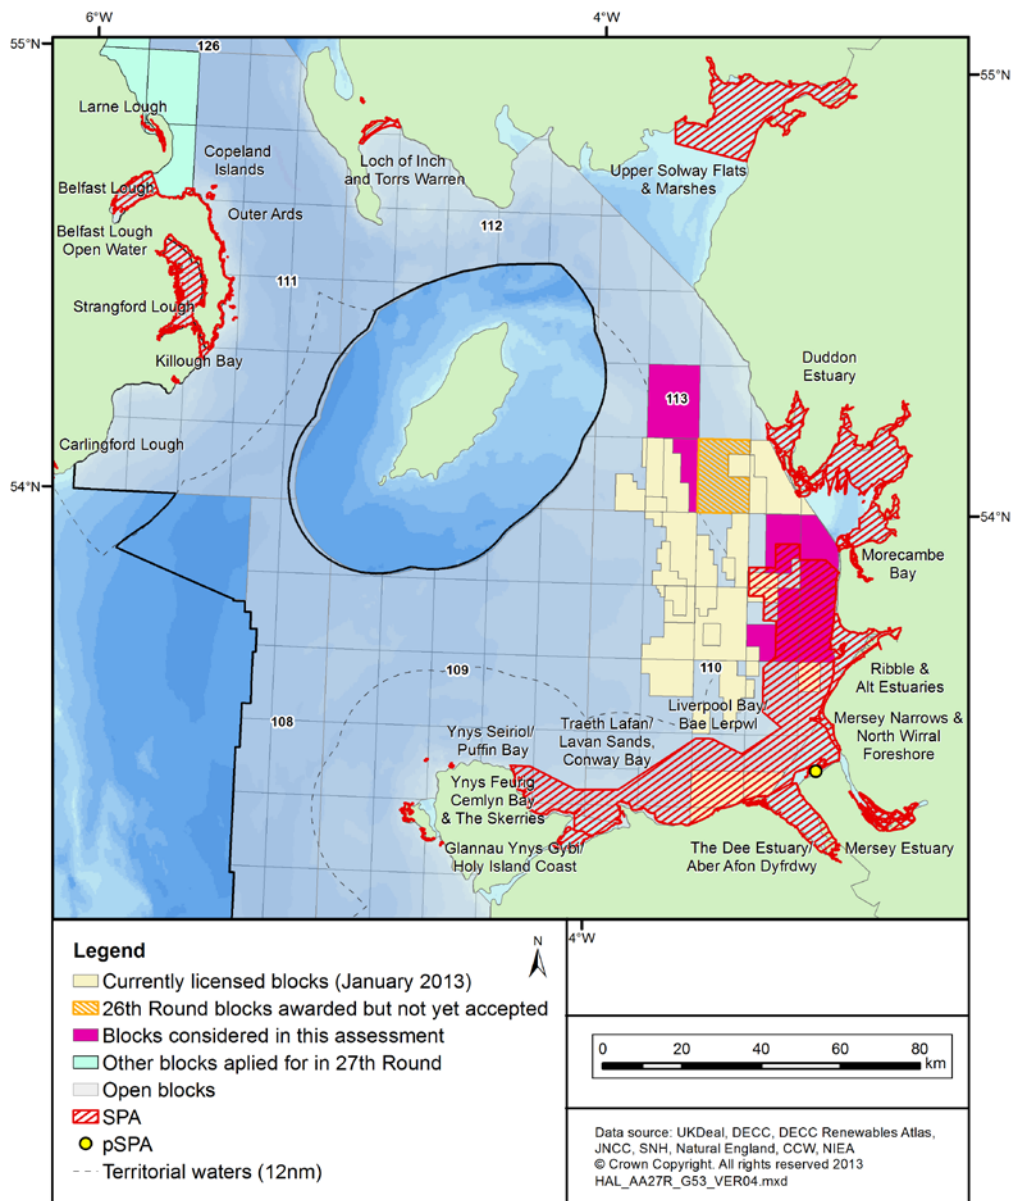 6°W
4°W
55°N
55°N
126
Larne Lough
Copeland
Islands
Loch of Inch
and Torrs Warren
Upper Solway Flats
& Marshes
Belfast Lough
Outer Ards
Belfast Lough
Open Water
112
111
Strangford Lough
Killough Bay
Duddon
Estuary
113
Carlingford Lough
54°N
54°N
Morecambe
Bay
109
110
Ribble &
Alt Estuaries
108
Liverpool Bay/
Bae Lerpwl
Mersey Narrows &
North Wirral
Foreshore
Traeth Lafan/
Lavan Sands,
Conway Bay
Ynys Seiriol/
Puffin Bay
Ynys Feurig
Cemlyn Bay
& The Skerries
Glannau Ynys Gybi/
Holy Island Coast
The Dee Estuary/
Aber Afon Dyfrdwy
Mersey Estuary
4°W
Legend
N
Currently licensed blocks (January 2013)
26th Round blocks awarded but not yet accepted
Blocks considered in this assessment
Other blocks aplied for in 27th Round
Open blocks
SPA
pSPA
Territorial waters (12nm)
0 20 40 60 80
km
Data source: UKDeal, DECC, DECC Renewables Atlas,
JNCC, SNH, Natural England, CCW, NIEA
© Crown Copyright. All rights reserved 2013
HAL_AA27R_G53_VER04.mxd